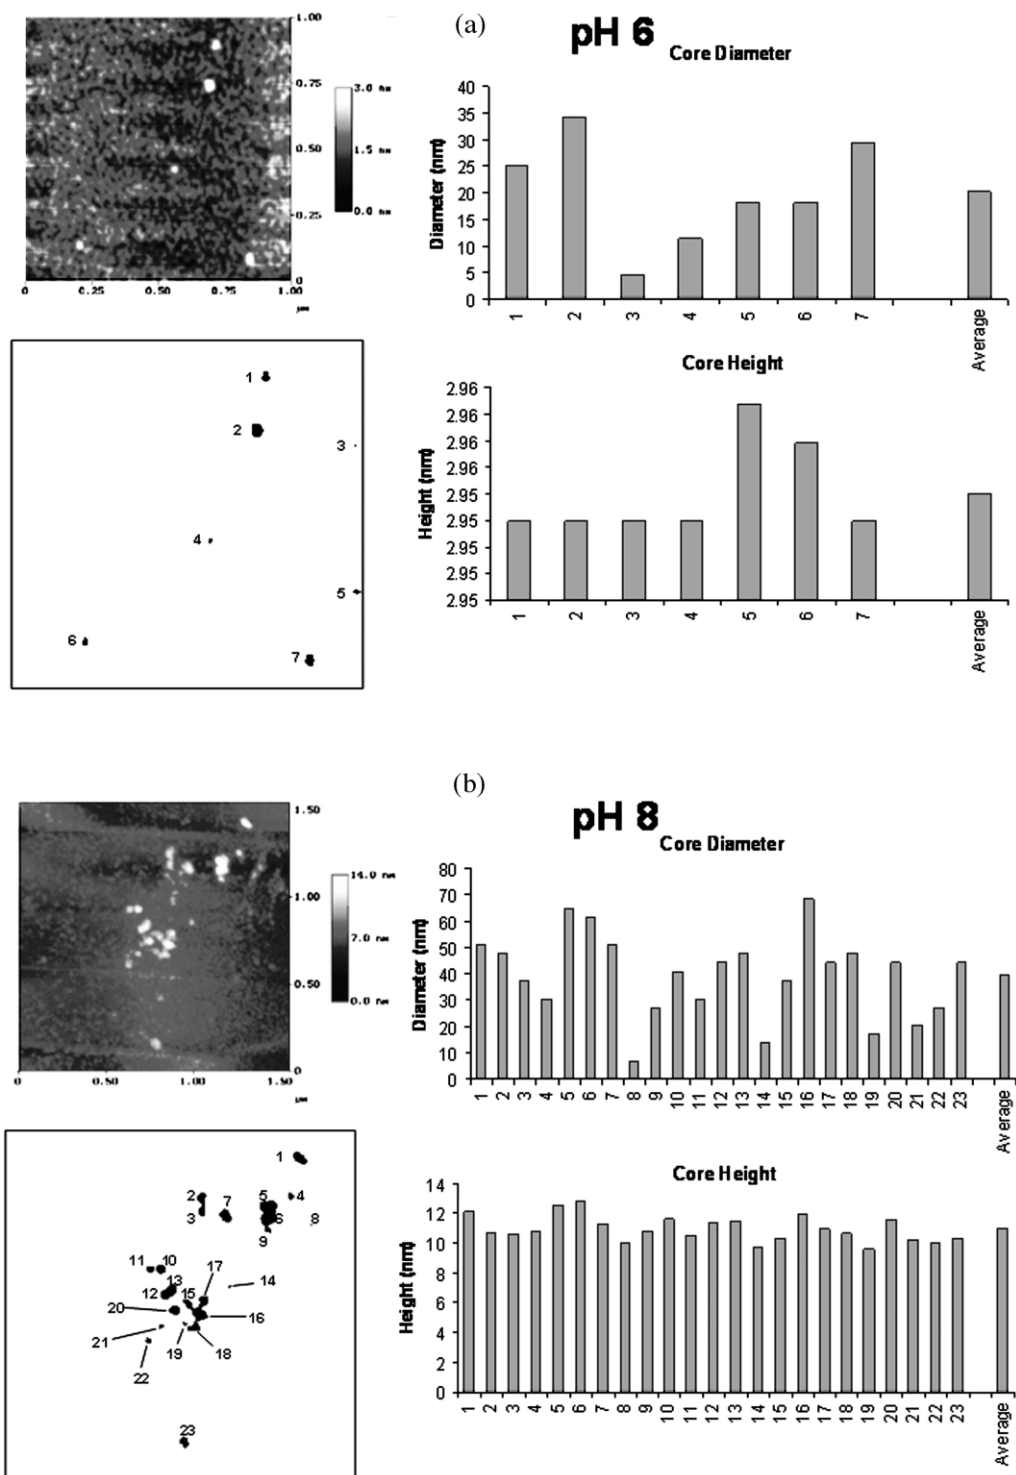 (a)
pH 6
Core Diameter
1.00
0.75
0.50
0.25
0
0 0.25 0.50 0.75 1.00
µm
3.0 nm
1.5 nm
0.0 nm
Diameter (nm)
40
35
30
25
20
15
10
5
0
1 2 3 4 5 6 7 Average
1
2
3
4
5
6
7
Core Height
Height (nm)
2.96
2.96
2.96
2.96
2.95
2.95
2.95
2.95
2.95
1 2 3 4 5 6 7 Average
(b)
pH 8
Core Diameter
1.50
1.00
0.50
0
0 0.50 1.00 1.50
µm
14.0 nm
7.0 nm
0.0 nm
Diameter (nm)
80
70
60
50
40
30
20
10
0
1 2 3 4 5 6 7 8 9 10 11 12 13 14 15 16 17 18 19 20 21 22 23 Average
1
2 7 5 4
3 6 8
9
11 10 17
13 14
12 15
20 16
21 19 18
22
23
Core Height
Height (nm)
14
12
10
8
6
4
2
0
1 2 3 4 5 6 7 8 9 10 11 12 13 14 15 16 17 18 19 20 21 22 23 Average